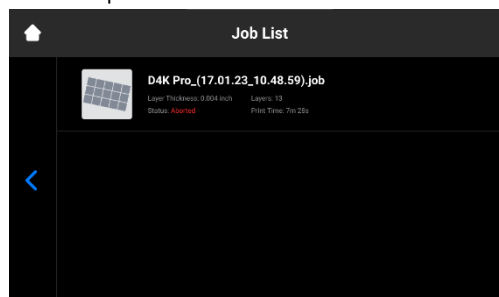 Job List
D4K Pro_(17.01.23_10.48.59).job
Layer Thickness: 0.004 inch Layers: 13
Status: Aborted Print Time: 7m 28s